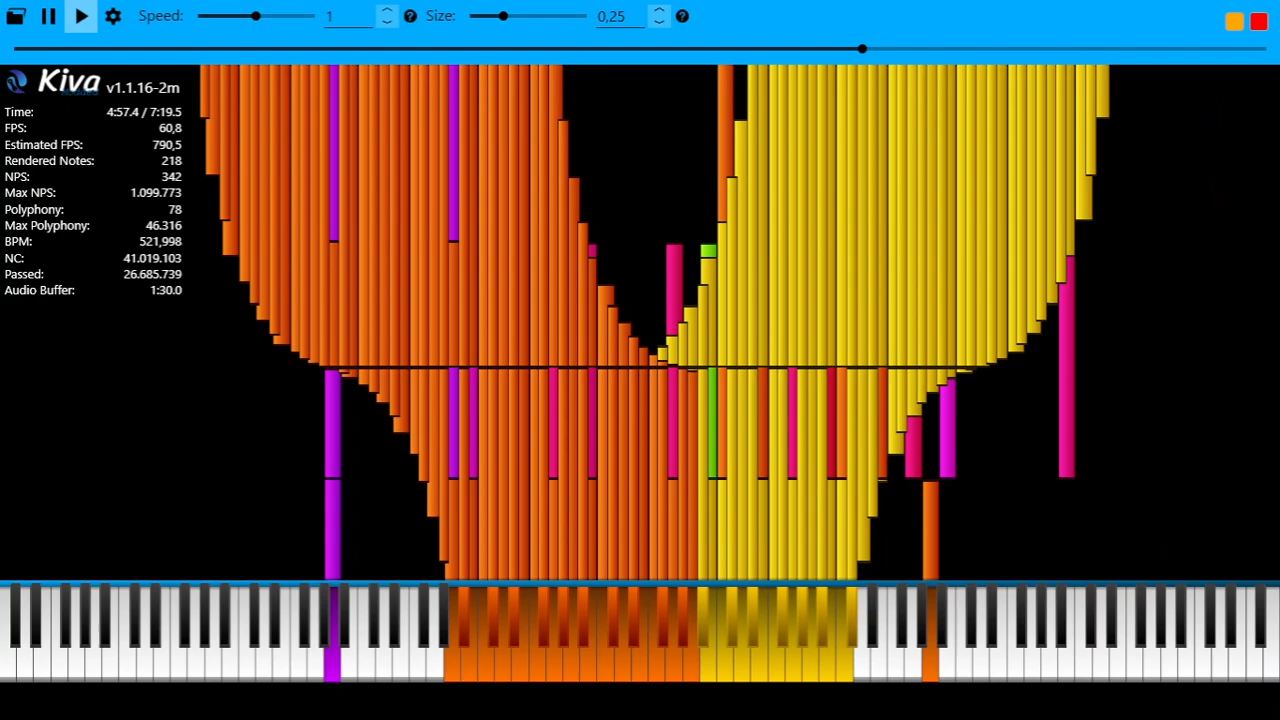 Speed: 1 Size: 0,25
Kiva v1.1.16-2m
Time: 4:57.4 / 7:19.5
FPS: 60,8
Estimated FPS: 790,5
Rendered Notes: 218
NPS: 342
Max NPS: 1.099.773
Polyphony: 78
Max Polyphony: 46.316
BPM: 521,998
NC: 41.019.103
Passed: 26.685.739
Audio Buffer: 1:30.0